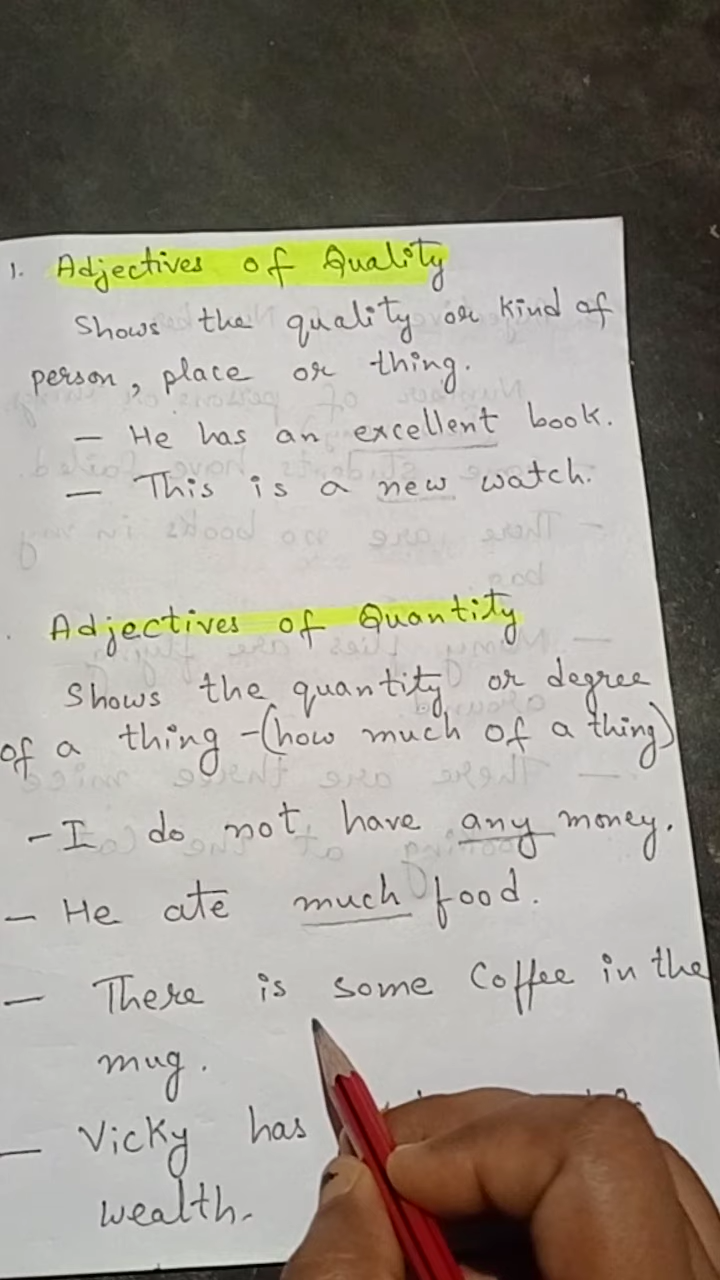 1. Adjectives of Quality
Shows the quality or kind of
person, place or thing.
— He has an excellent book.
— This is a new watch.
. Adjectives of Quantity
Shows the quantity or degree
of a thing - (how much of a thing)
- I do not have any money.
— He ate much food.
— There is some Coffee in the
mug.
— Vicky has
wealth.